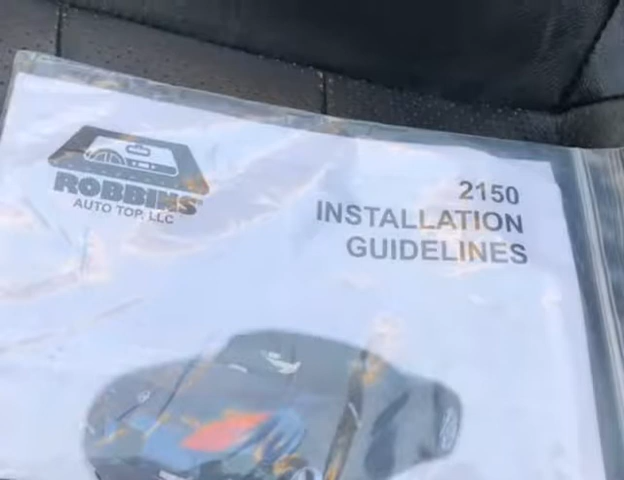 ROBBINS
AUTO TOP, LLC
2150
INSTALLATION
GUIDELINES